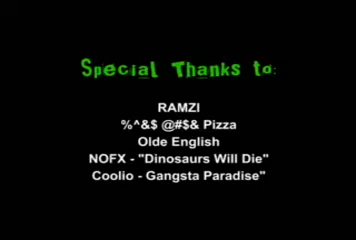 Special Thanks to:
RAMZI
%^&$ @#$& Pizza
Olde English
NOFX - "Dinosaurs Will Die"
Coolio - Gangsta Paradise"